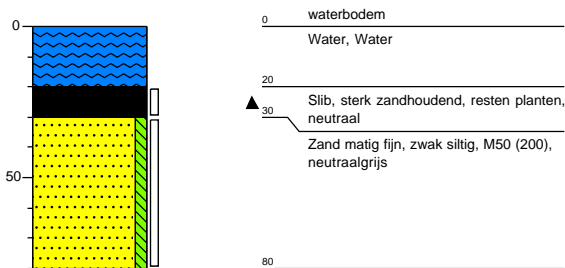 0
50
0
waterbodem
Water, Water
20
Slib, sterk zandhoudend, resten planten,
neutraal
30
Zand matig fijn, zwak siltig, M50 (200),
neutraalgrijs
80